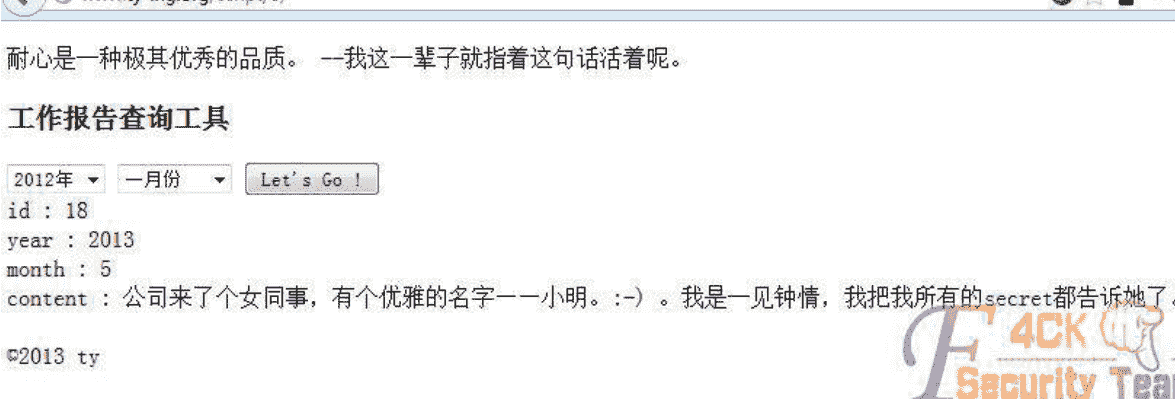 耐心是一种极其优秀的品质。 --我这一辈子就指着这句话活着呢。
工作报告查询工具
2012年 一月份 Let's Go !
id : 18
year : 2013
month : 5
content : 公司来了个女同事，有个优雅的名字——小明。:-) 。我是一见钟情，我把我所有的secret都告诉她了
©2013 ty
F4CK
Security Tea